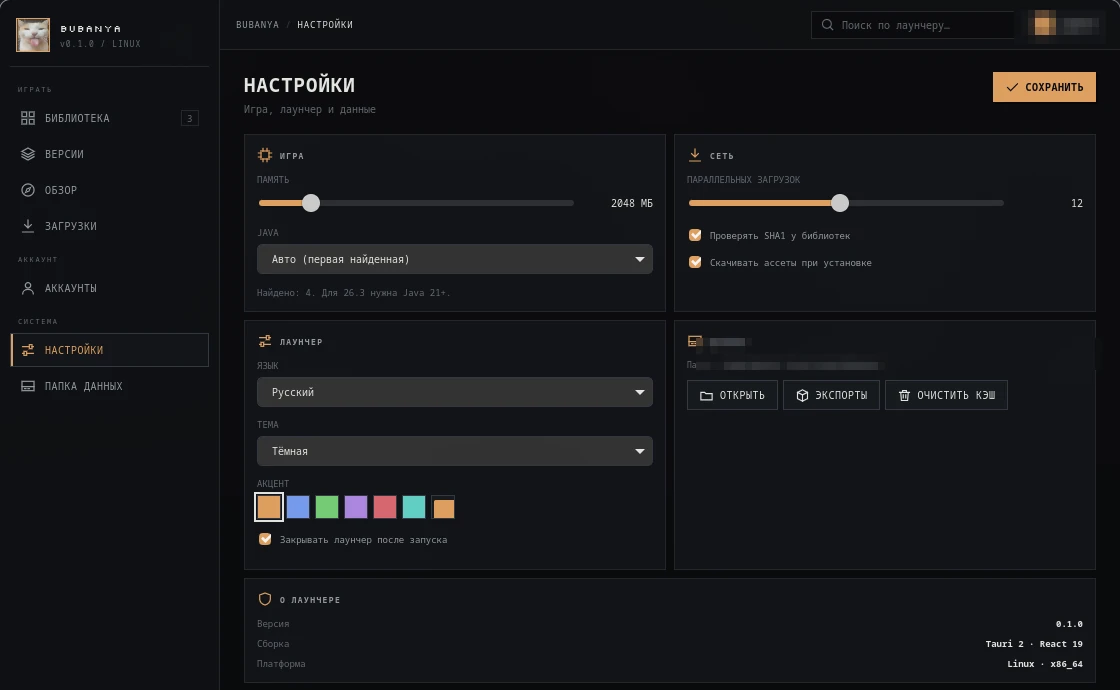 BUBANYA
v0.1.0 / LINUX
BUBANYA / НАСТРОЙКИ
Поиск по лаунчеру…
ИГРАТЬ
БИБЛИОТЕКА 3
ВЕРСИИ
ОБЗОР
ЗАГРУЗКИ
АККАУНТ
АККАУНТЫ
СИСТЕМА
НАСТРОЙКИ
ПАПКА ДАННЫХ
НАСТРОЙКИ
Игра, лаунчер и данные
СОХРАНИТЬ
ИГРА
ПАМЯТЬ
2048 МБ
JAVA
Авто (первая найденная)
Найдено: 4. Для 26.3 нужна Java 21+.
СЕТЬ
ПАРАЛЛЕЛЬНЫХ ЗАГРУЗОК
12
Проверять SHA1 у библиотек
Скачивать ассеты при установке
ЛАУНЧЕР
ЯЗЫК
Русский
ТЕМА
Тёмная
АКЦЕНТ
Закрывать лаунчер после запуска
ОТКРЫТЬ
ЭКСПОРТЫ
ОЧИСТИТЬ КЭШ
О ЛАУНЧЕРЕ
Версия 0.1.0
Сборка Tauri 2 · React 19
Платформа Linux · x86_64